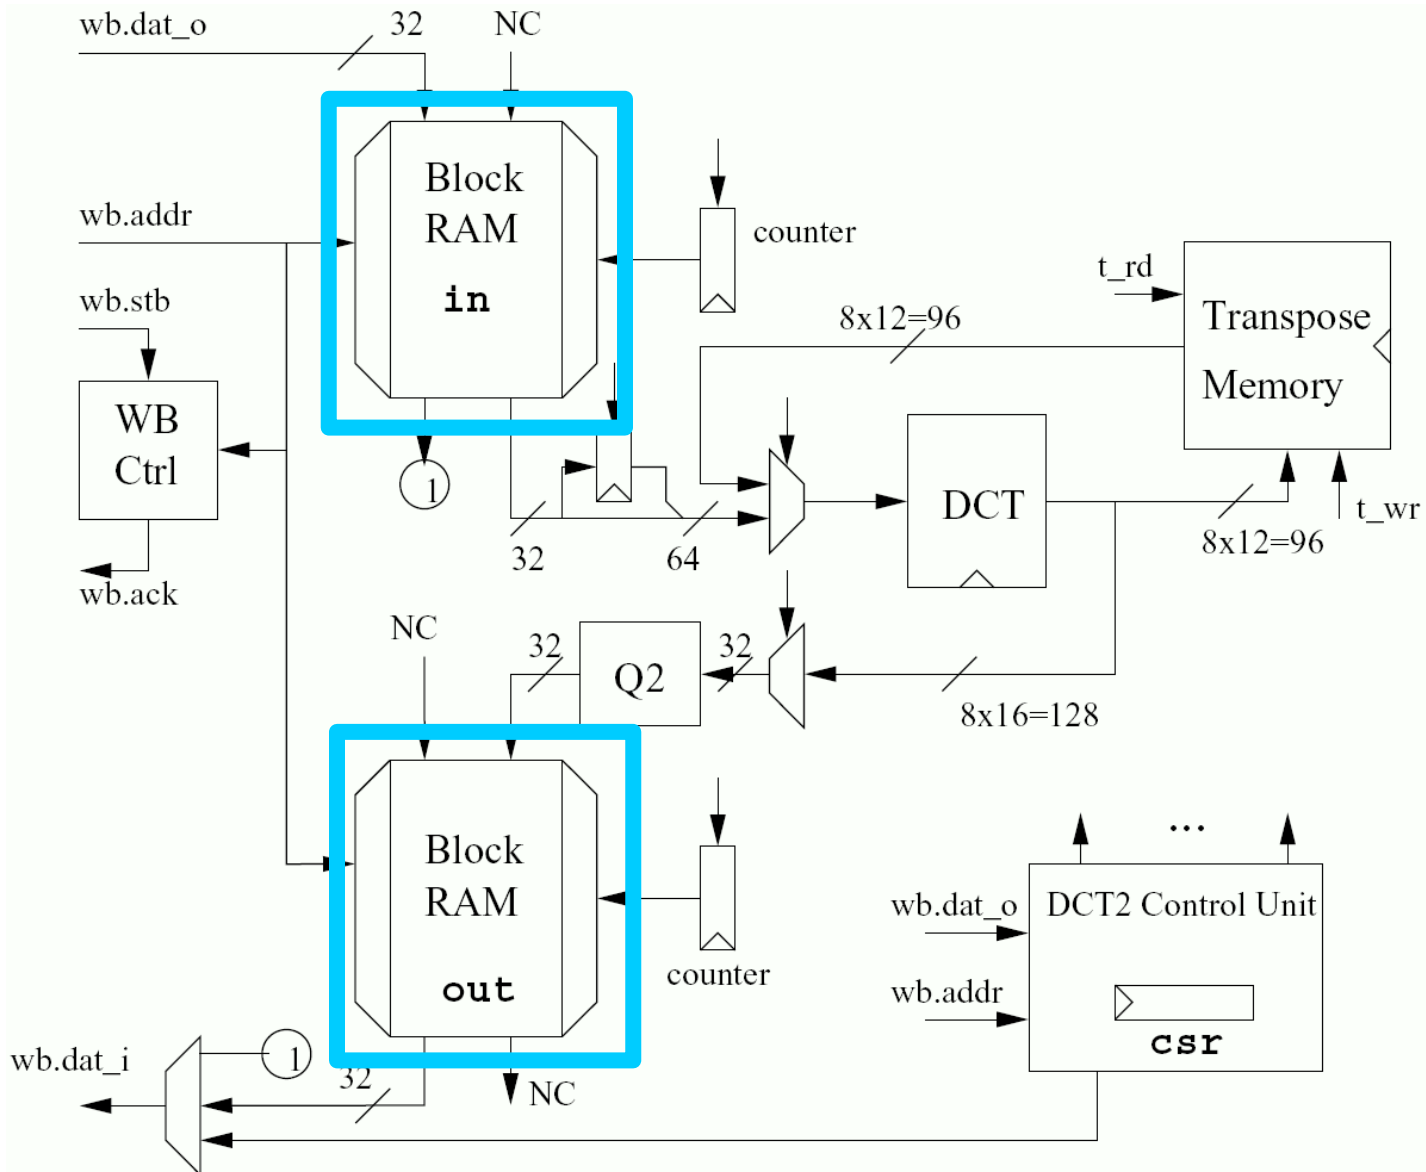 wb.dat_o
32
NC
Block
RAM
in
wb.addr
counter
wb.stb
t_rd
8x12=96
Transpose
Memory
WB
Ctrl
1
DCT
t_wr
32
64
8x12=96
wb.ack
NC
32
32
Q2
8x16=128
Block
RAM
out
counter
...
wb.dat_o
DCT2 Control Unit
wb.addr
csr
wb.dat_i
1
32
NC